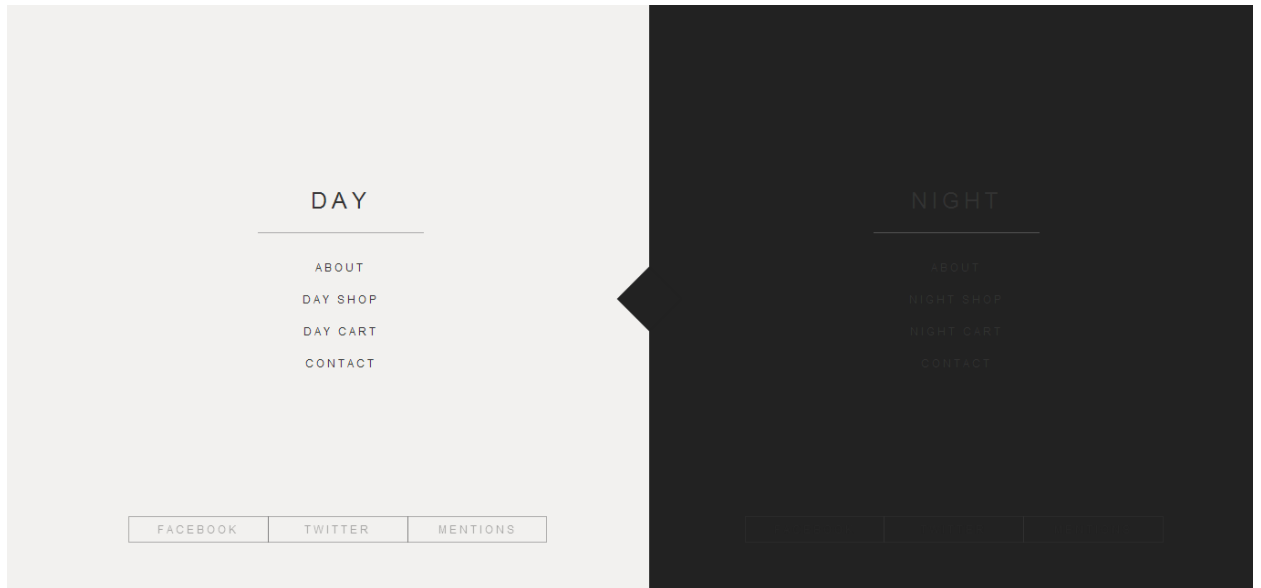 DAY
ABOUT
DAY SHOP
DAY CART
CONTACT
FACEBOOK TWITTER MENTIONS
NIGHT
ABOUT
NIGHT SHOP
NIGHT CART
CONTACT